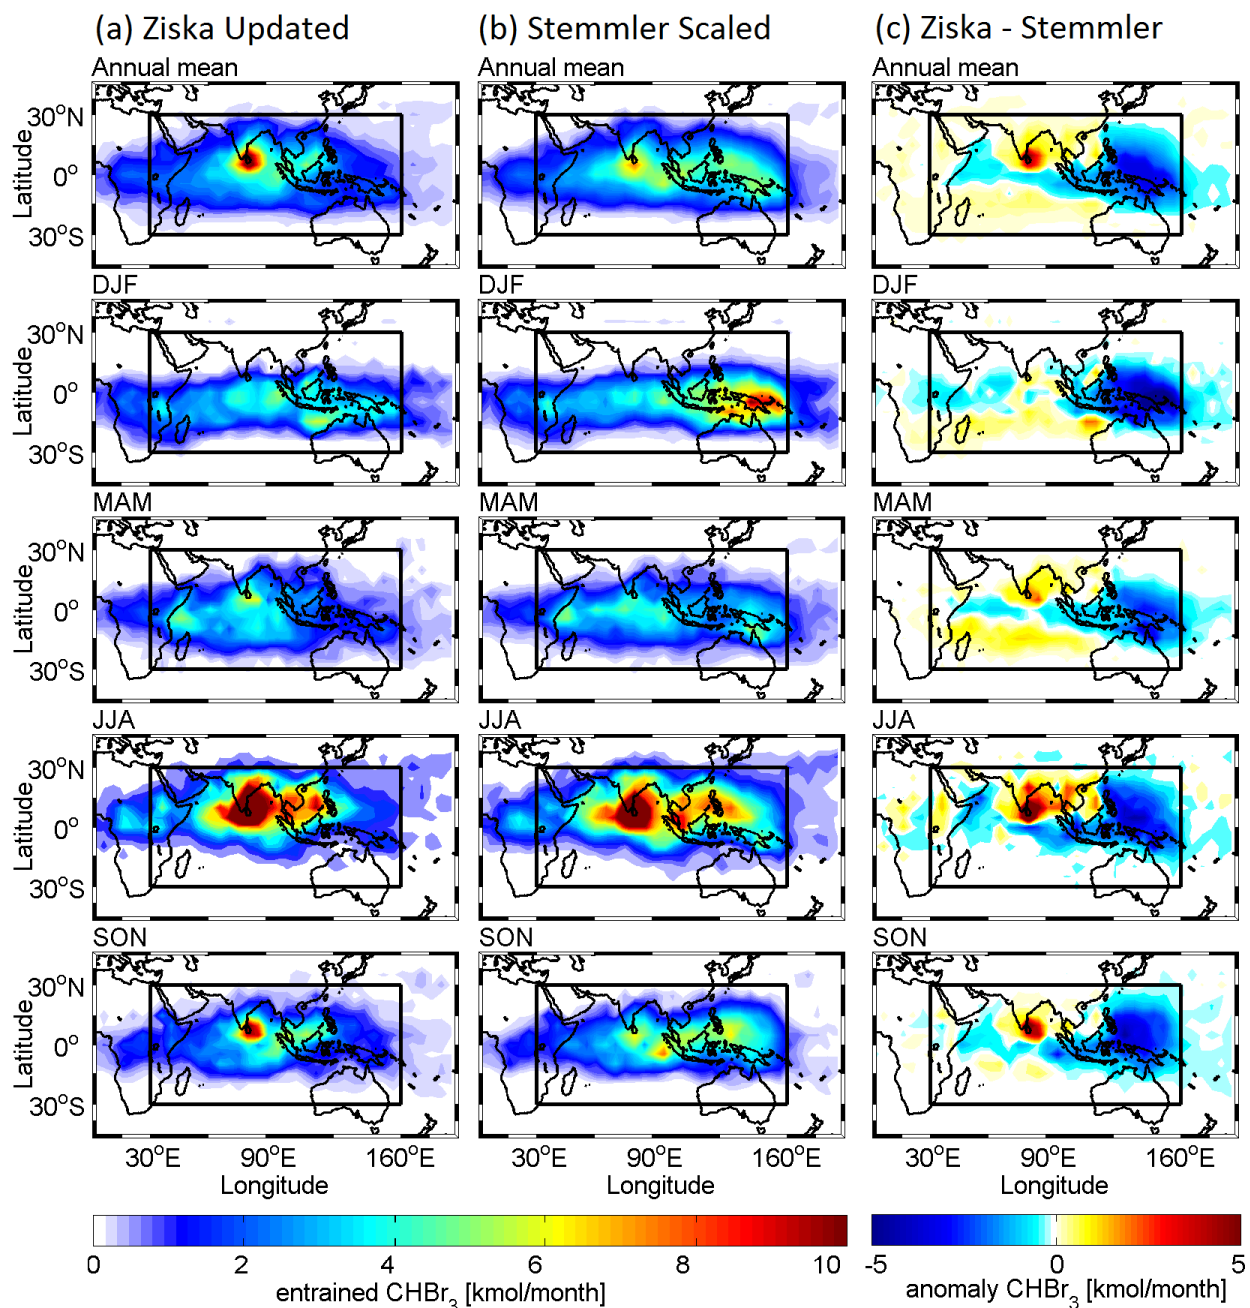 (a) Ziska Updated (b) Stemmler Scaled (c) Ziska - Stemmler
Annual mean Annual mean Annual mean
30°N
Latitude
0°
30°S
DJF DJF DJF
30°N
Latitude
0°
30°S
MAM MAM MAM
30°N
Latitude
0°
30°S
JJA JJA JJA
30°N
Latitude
0°
30°S
SON SON SON
30°N
Latitude
0°
30°S
30°E 90°E 160°E 30°E 90°E 160°E 30°E 90°E 160°E
Longitude Longitude Longitude
0 2 4 6 8 10 -5 0 5
entrained CHBr₃ [kmol/month] anomaly CHBr₃ [kmol/month]